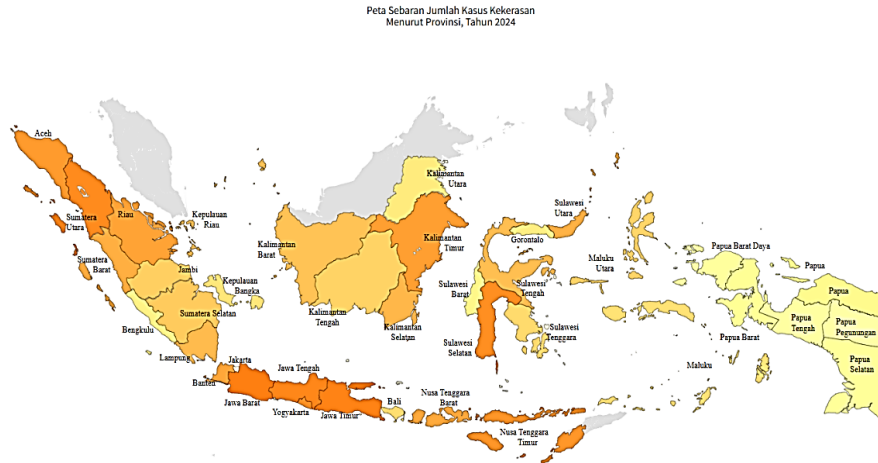 Peta Sebaran Jumlah Kasus Kekerasan
Menurut Provinsi, Tahun 2024
Aceh
Sumatera
Utara
Riau
Kepulauan
Riau
Sumatera
Barat
Jambi
Kepulauan
Bangka
Sumatera Selatan
Bengkulu
Lampung
Jakarta
Banten
Jawa Tengah
Jawa Barat
Yogyakarta
Jawa Timur
Bali
Nusa Tenggara
Barat
Nusa Tenggara
Timur
Kalimantan
Barat
Kalimantan
Utara
Kalimantan
Timur
Kalimantan
Tengah
Kalimantan
Selatan
Sulawesi
Utara
Gorontalo
Sulawesi
Barat
Sulawesi
Tengah
Sulawesi
Tenggara
Sulawesi
Selatan
Maluku
Utara
Maluku
Papua Barat Daya
Papua
Papua
Papua
Tengah
Papua
Pegunungan
Papua Barat
Papua
Selatan